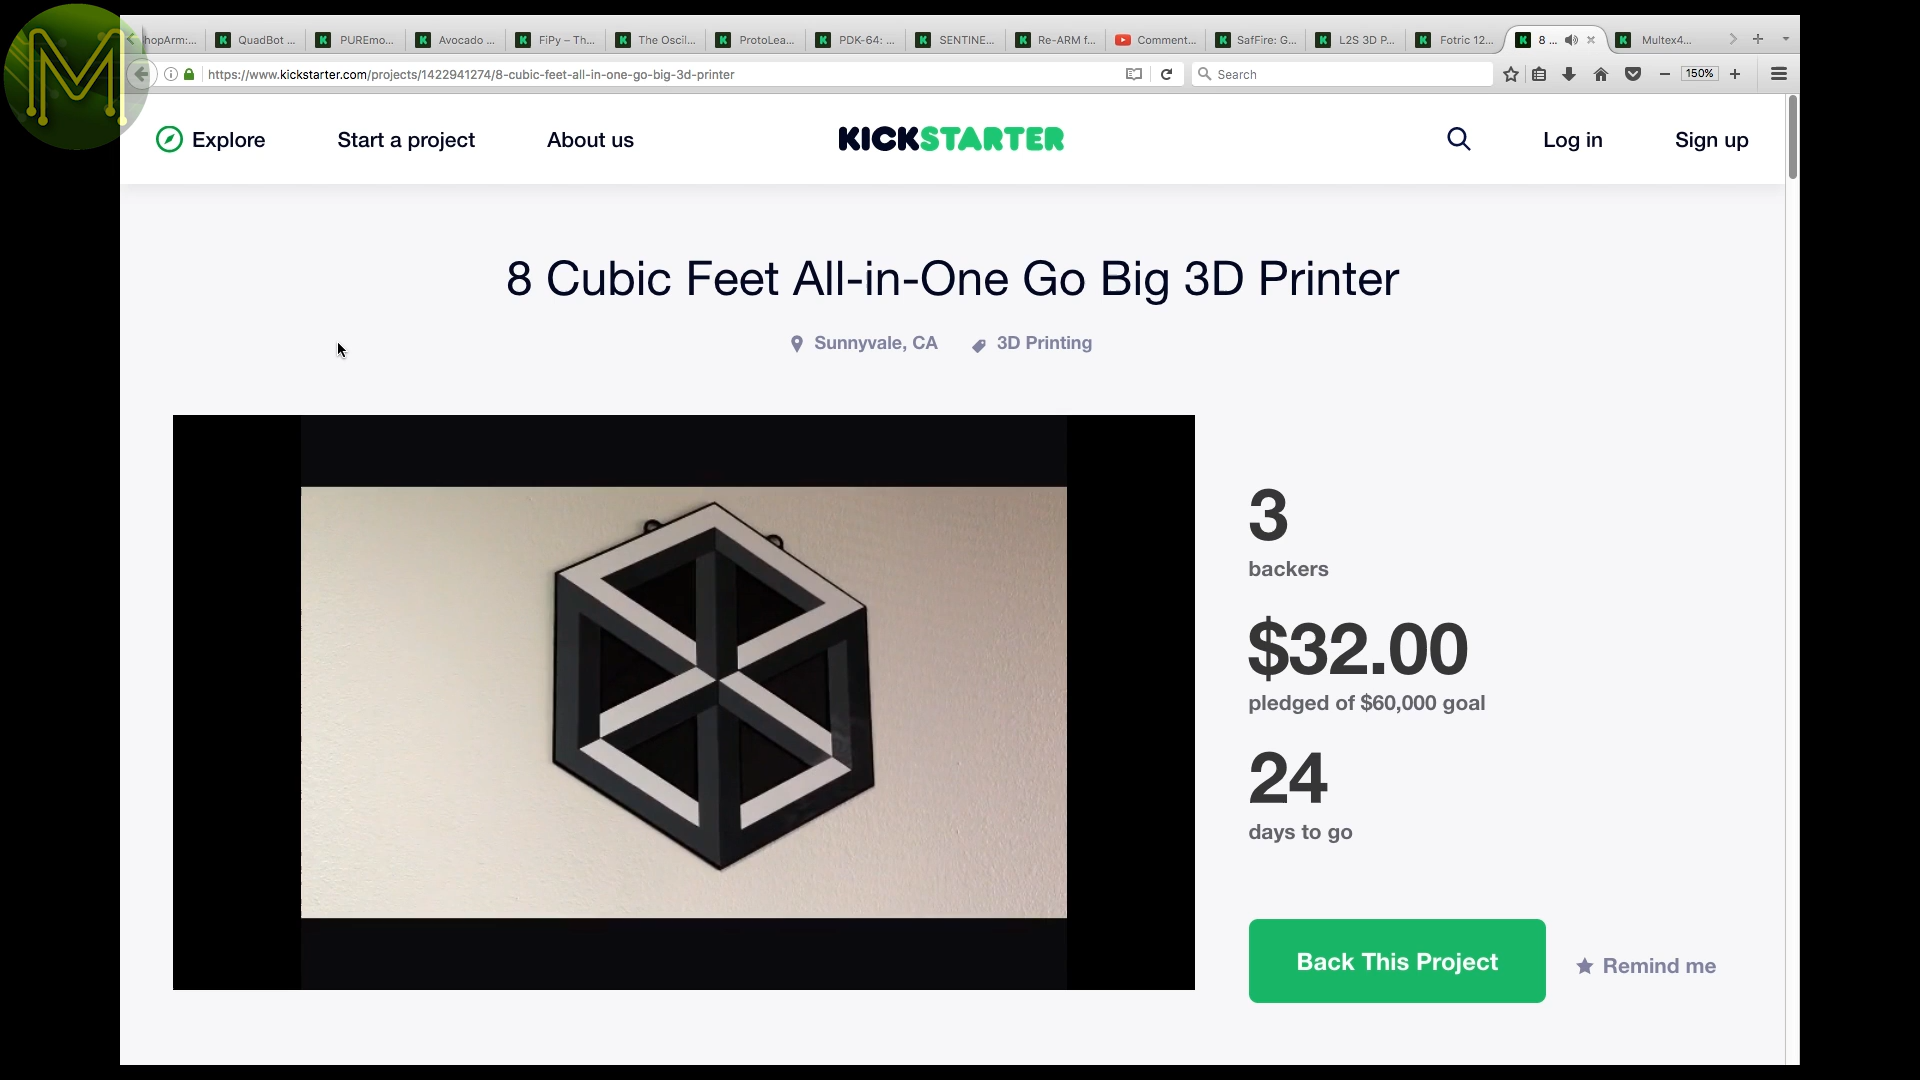 hopArm:...
QuadBot ...
PUREmo...
Avocado ...
FiPy – Th...
The Oscil...
ProtoLea...
PDK-64: ...
SENTINE...
Re-ARM f...
Comment...
SafFire: G...
L2S 3D P...
Fotric 12...
8 ...
Multex4...
https://www.kickstarter.com/projects/1422941274/8-cubic-feet-all-in-one-go-big-3d-printer
Search
150%
M
Explore
Start a project
About us
KICKSTARTER
Log in
Sign up
8 Cubic Feet All-in-One Go Big 3D Printer
Sunnyvale, CA
3D Printing
3
backers
$32.00
pledged of $60,000 goal
24
days to go
Back This Project
Remind me